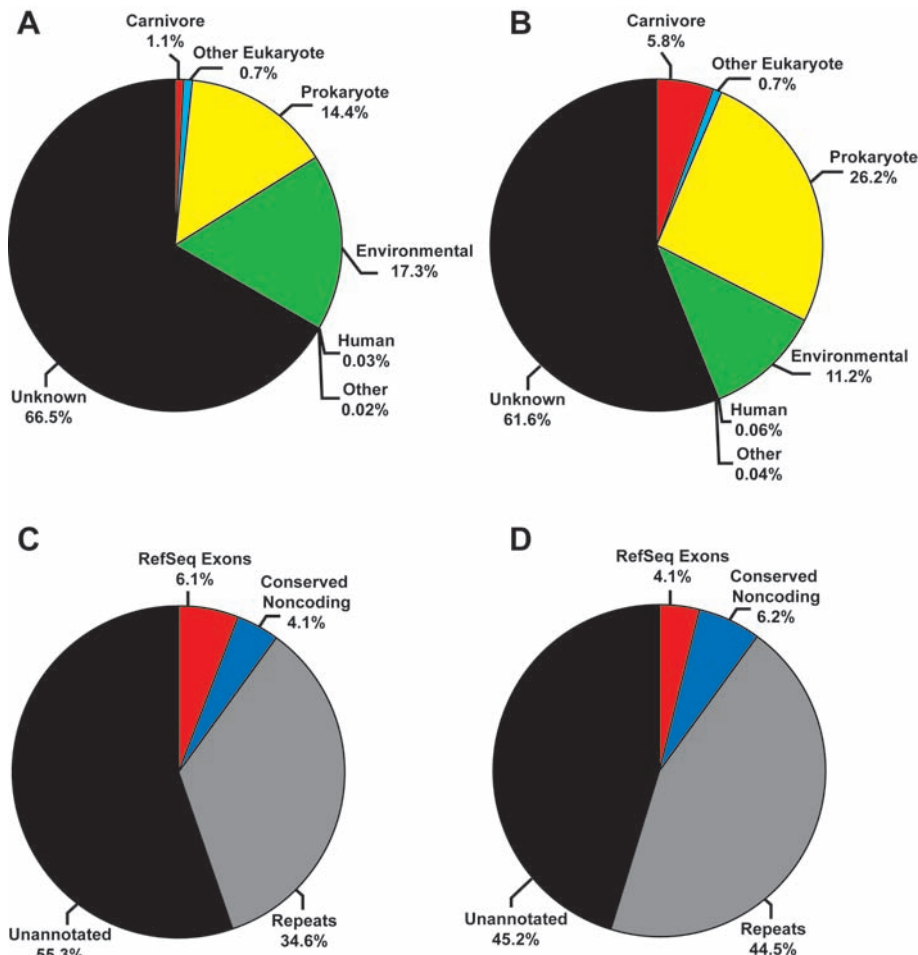 A
Carnivore
1.1%
Other Eukaryote
0.7%
Prokaryote
14.4%
Environmental
17.3%
Human
0.03%
Other
0.02%
Unknown
66.5%
B
Carnivore
5.8%
Other Eukaryote
0.7%
Prokaryote
26.2%
Environmental
11.2%
Human
0.06%
Other
0.04%
Unknown
61.6%
C
RefSeq Exons
6.1%
Conserved
Noncoding
4.1%
Repeats
34.6%
Unannotated
55.3%
D
RefSeq Exons
4.1%
Conserved
Noncoding
6.2%
Repeats
44.5%
Unannotated
45.2%